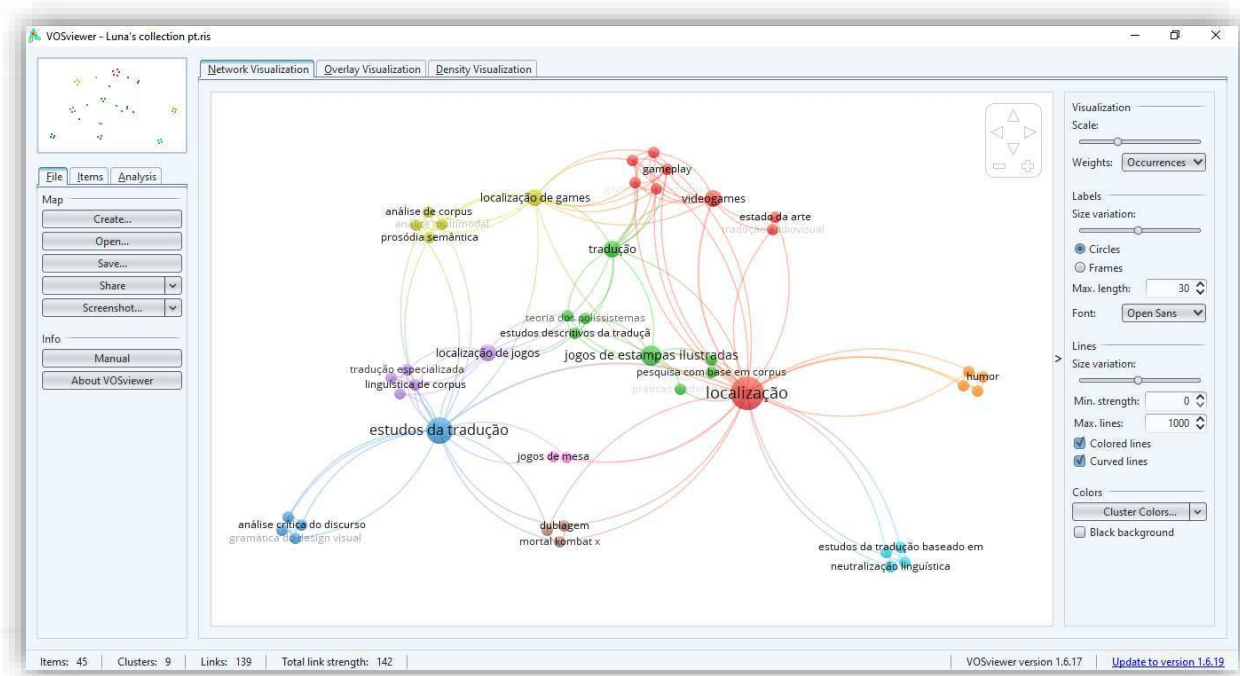 VOSviewer - Luna's collection pt.ris
Network Visualization Overlay Visualization Density Visualization
File Items Analysis
Map
Create...
Open...
Save...
Share
Screenshot...
Info
Manual
About VOSviewer
gameplay
localização de games
videogames
análise de corpus
análise multimodal
prosódia semântica
estado da arte
tradução audiovisual
tradução
teoria dos polissistemas
estudos descritivos da traduçã
localização de jogos
jogos de estampas ilustradas
tradução especializada
pesquisa com base em corpus
linguística de corpus
humor
localização
estudos da tradução
jogos de mesa
análise crítica do discurso
gramática do design visual
dublagem
mortal kombat x
estudos da tradução baseado em
neutralização linguística
>
Visualization
Scale:
Weights: Occurrences
Labels
Size variation:
Circles
Frames
Max. length: 30
Font: Open Sans
Lines
Size variation:
Min. strength: 0
Max. lines: 1000
Colored lines
Curved lines
Colors
Cluster Colors...
Black background
Items: 45 Clusters: 9 Links: 139 Total link strength: 142
VOSviewer version 1.6.17 Update to version 1.6.19